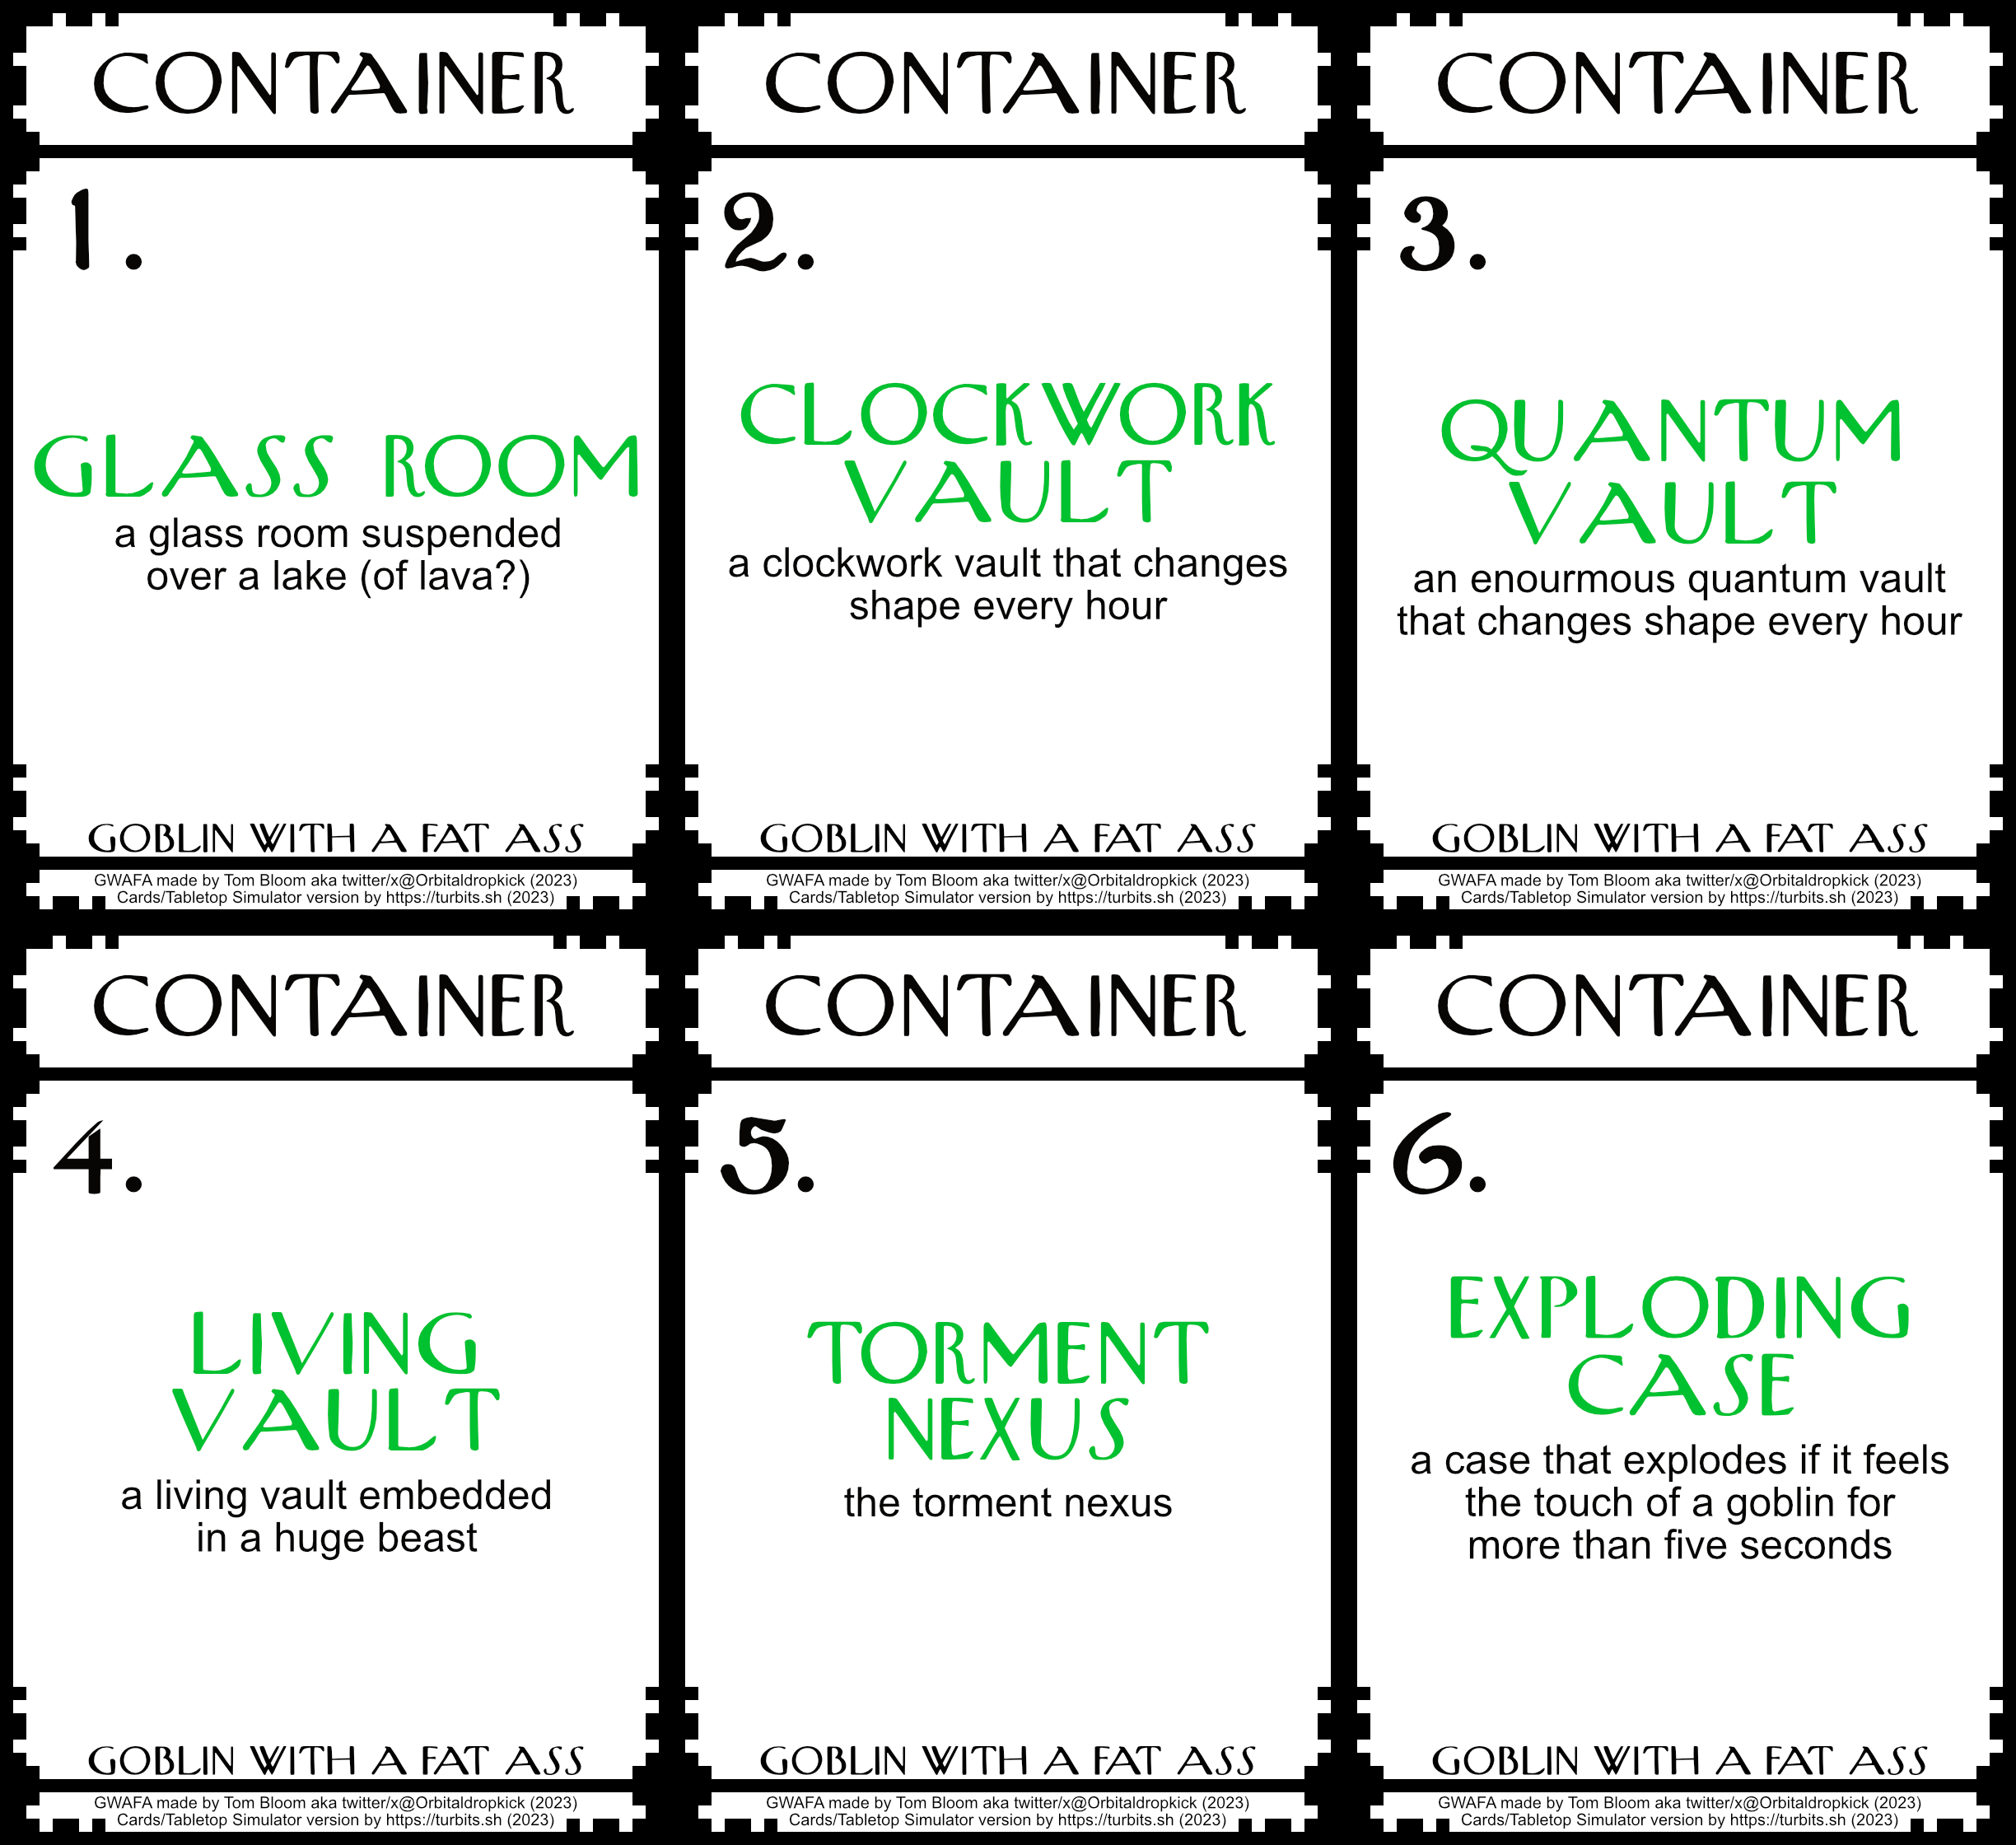 CONTAINER
1.
GLASS ROOM
a glass room suspended
over a lake (of lava?)
GOBLIN WITH A FAT ASS
GWAFA made by Tom Bloom aka twitter/x@Orbitaldropkick (2023)
Cards/Tabletop Simulator version by https://turbits.sh (2023)
CONTAINER
2.
CLOCKWORK
VAULT
a clockwork vault that changes
shape every hour
GOBLIN WITH A FAT ASS
GWAFA made by Tom Bloom aka twitter/x@Orbitaldropkick (2023)
Cards/Tabletop Simulator version by https://turbits.sh (2023)
CONTAINER
3.
QUANTUM
VAULT
an enourmous quantum vault
that changes shape every hour
GOBLIN WITH A FAT ASS
GWAFA made by Tom Bloom aka twitter/x@Orbitaldropkick (2023)
Cards/Tabletop Simulator version by https://turbits.sh (2023)
CONTAINER
4.
LIVING
VAULT
a living vault embedded
in a huge beast
GOBLIN WITH A FAT ASS
GWAFA made by Tom Bloom aka twitter/x@Orbitaldropkick (2023)
Cards/Tabletop Simulator version by https://turbits.sh (2023)
CONTAINER
5.
TORMENT
NEXUS
the torment nexus
GOBLIN WITH A FAT ASS
GWAFA made by Tom Bloom aka twitter/x@Orbitaldropkick (2023)
Cards/Tabletop Simulator version by https://turbits.sh (2023)
CONTAINER
6.
EXPLODING
CASE
a case that explodes if it feels
the touch of a goblin for
more than five seconds
GOBLIN WITH A FAT ASS
GWAFA made by Tom Bloom aka twitter/x@Orbitaldropkick (2023)
Cards/Tabletop Simulator version by https://turbits.sh (2023)